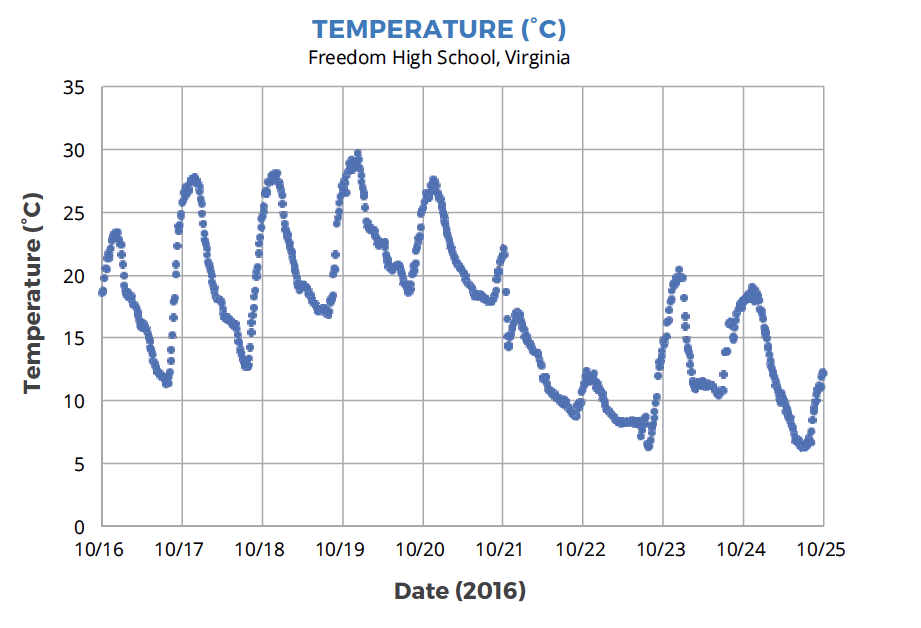 TEMPERATURE (˚C)
Freedom High School, Virginia
35
30
25
20
15
10
5
0
Temperature (˚C)
10/16 10/17 10/18 10/19 10/20 10/21 10/22 10/23 10/24 10/25
Date (2016)